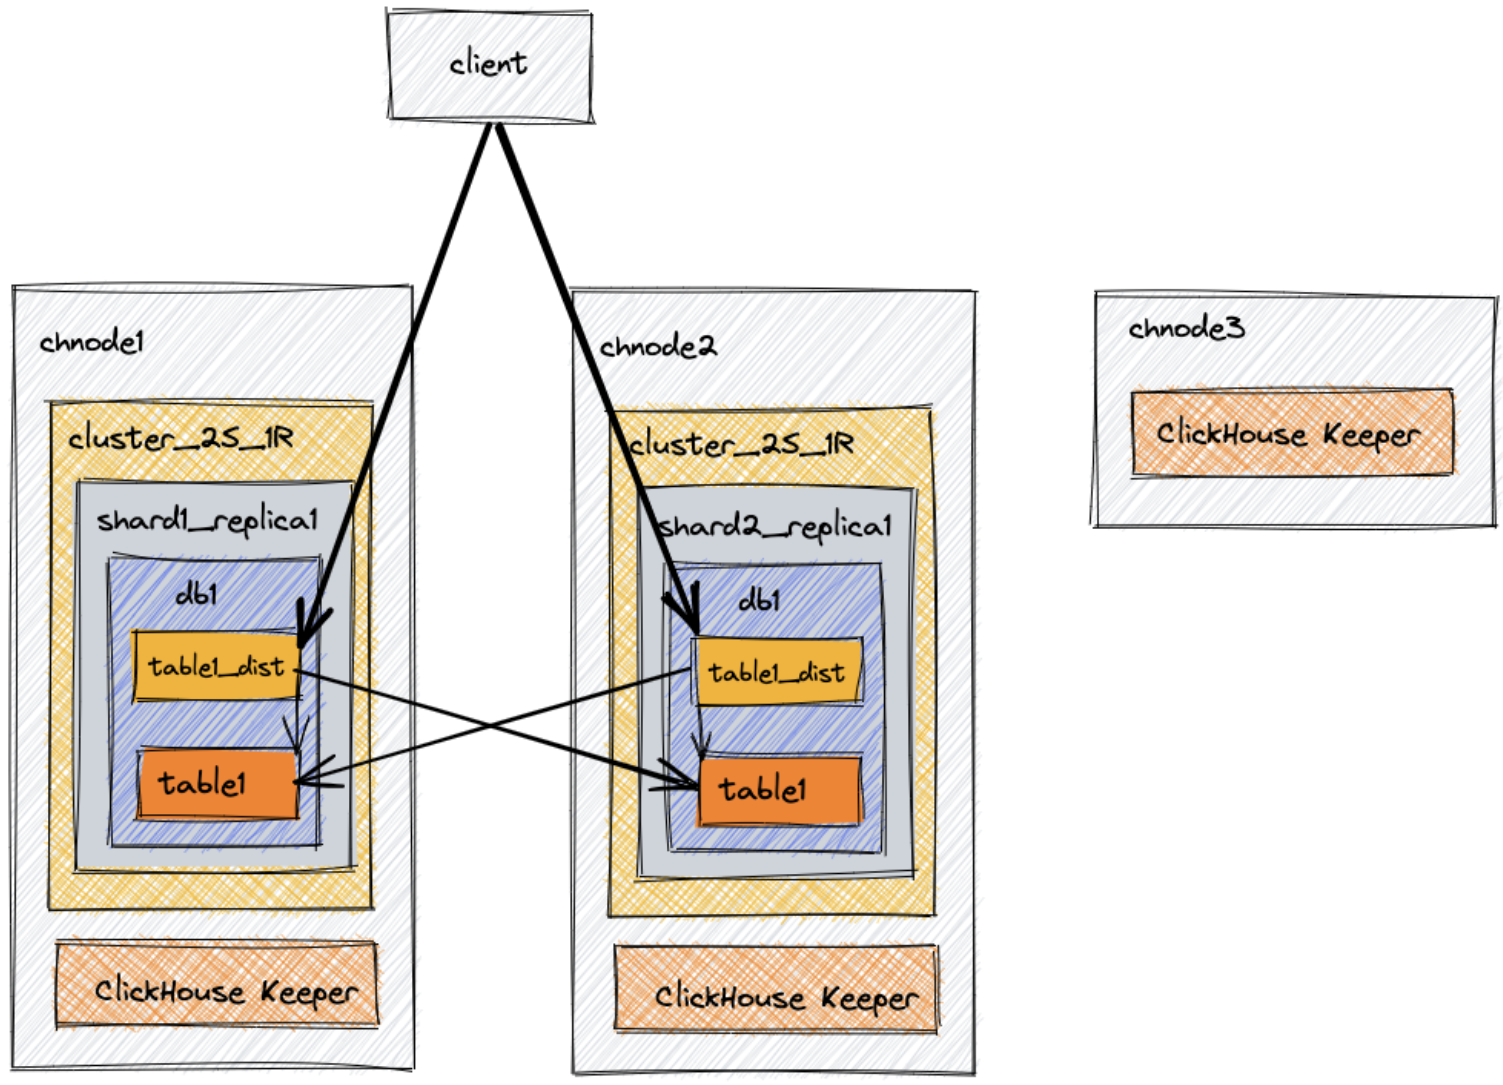 client
chnode1
cluster_2S_1R
shard1_replica1
db1
table1_dist
table1
ClickHouse Keeper
chnode2
cluster_2S_1R
shard2_replica1
db1
table1_dist
table1
ClickHouse Keeper
chnode3
ClickHouse Keeper